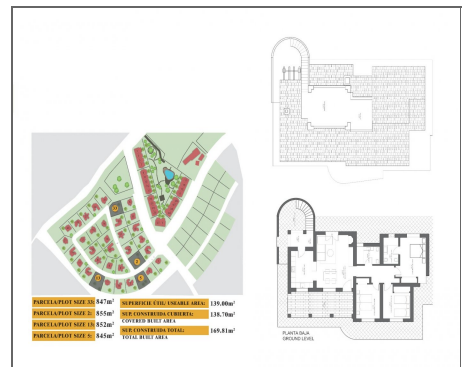 PARCELA/PLOT SIZE 33: 847m²
PARCELA/PLOT SIZE 2: 855m²
PARCELA/PLOT SIZE 13: 852m²
PARCELA/PLOT SIZE 5: 845m²
SUPERFICIE ÚTIL/ USEABLE AREA: 139.00m²
SUP. CONSTRUIDA CUBIERTA: 138.70m²
COVERED BUILT AREA
SUP. CONSTRUIDA TOTAL: 169.81m²
TOTAL BUILT AREA
PLANTA BAJA
GROUND LEVEL